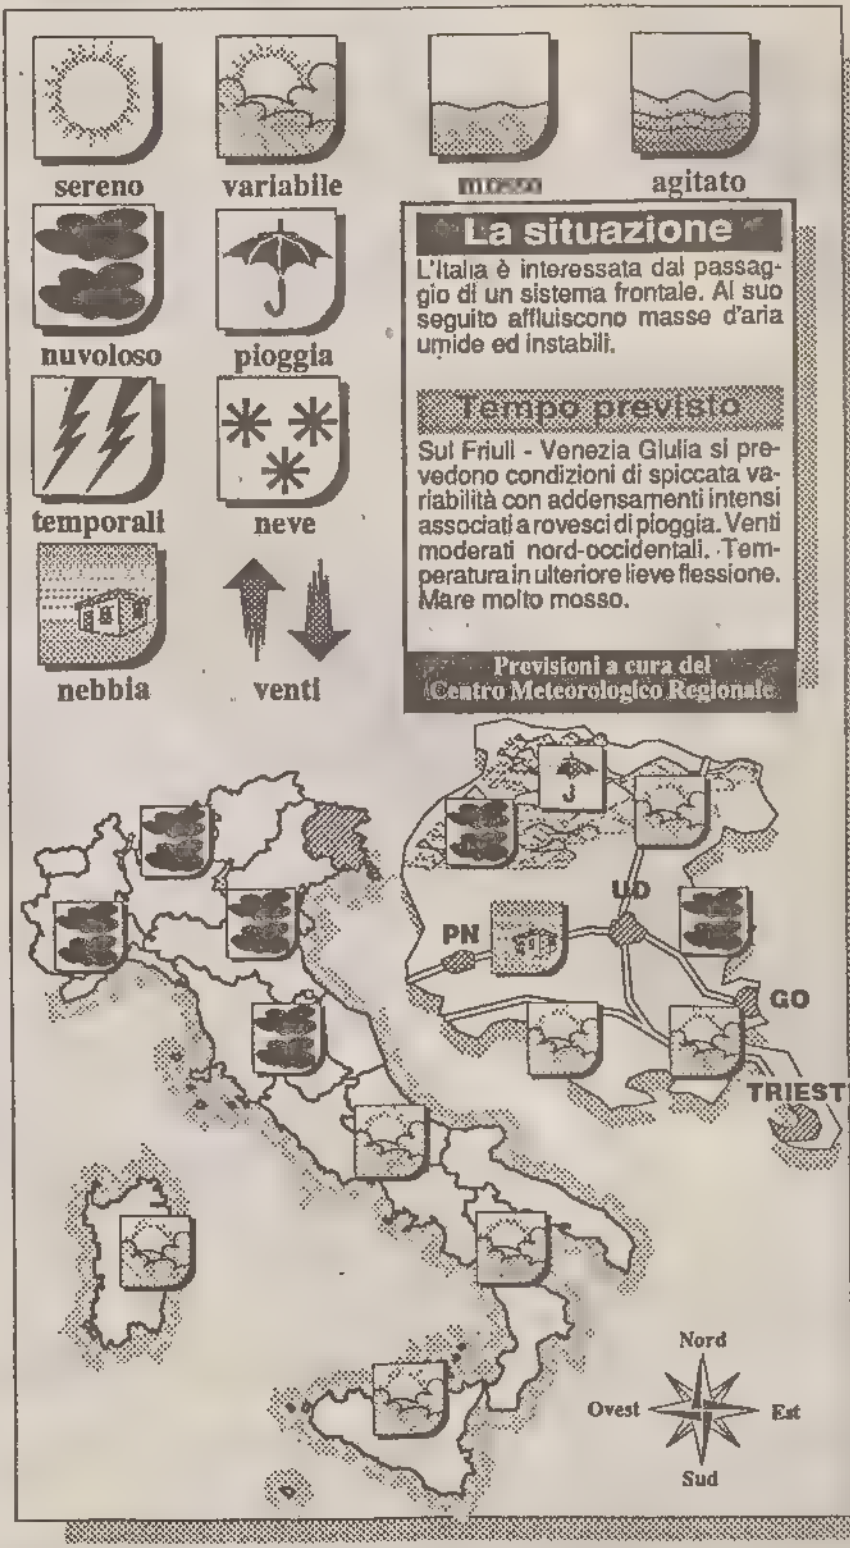 sereno
variabile
mosso
agitato
nuvoloso
pioggia
temporali
neve
nebbia
venti
La situazione
L'Italia è interessata dal passag-
gio di un sistema frontale. Al suo
seguito affluiscono masse d'aria
umide ed instabili.
Tempo previsto
Sul Friuli - Venezia Giulia si pre-
vedono condizioni di spiccata va-
riabilità con addensamenti intensi
associati a rovesci di pioggia. Venti
moderati nord-occidentali. Tem-
peratura in ulteriore lieve flessione.
Mare molto mosso.
Previsioni a cura del
Centro Meteorologico Regionale
UD
PN
GO
TRIEST
Nord
Ovest
Est
Sud